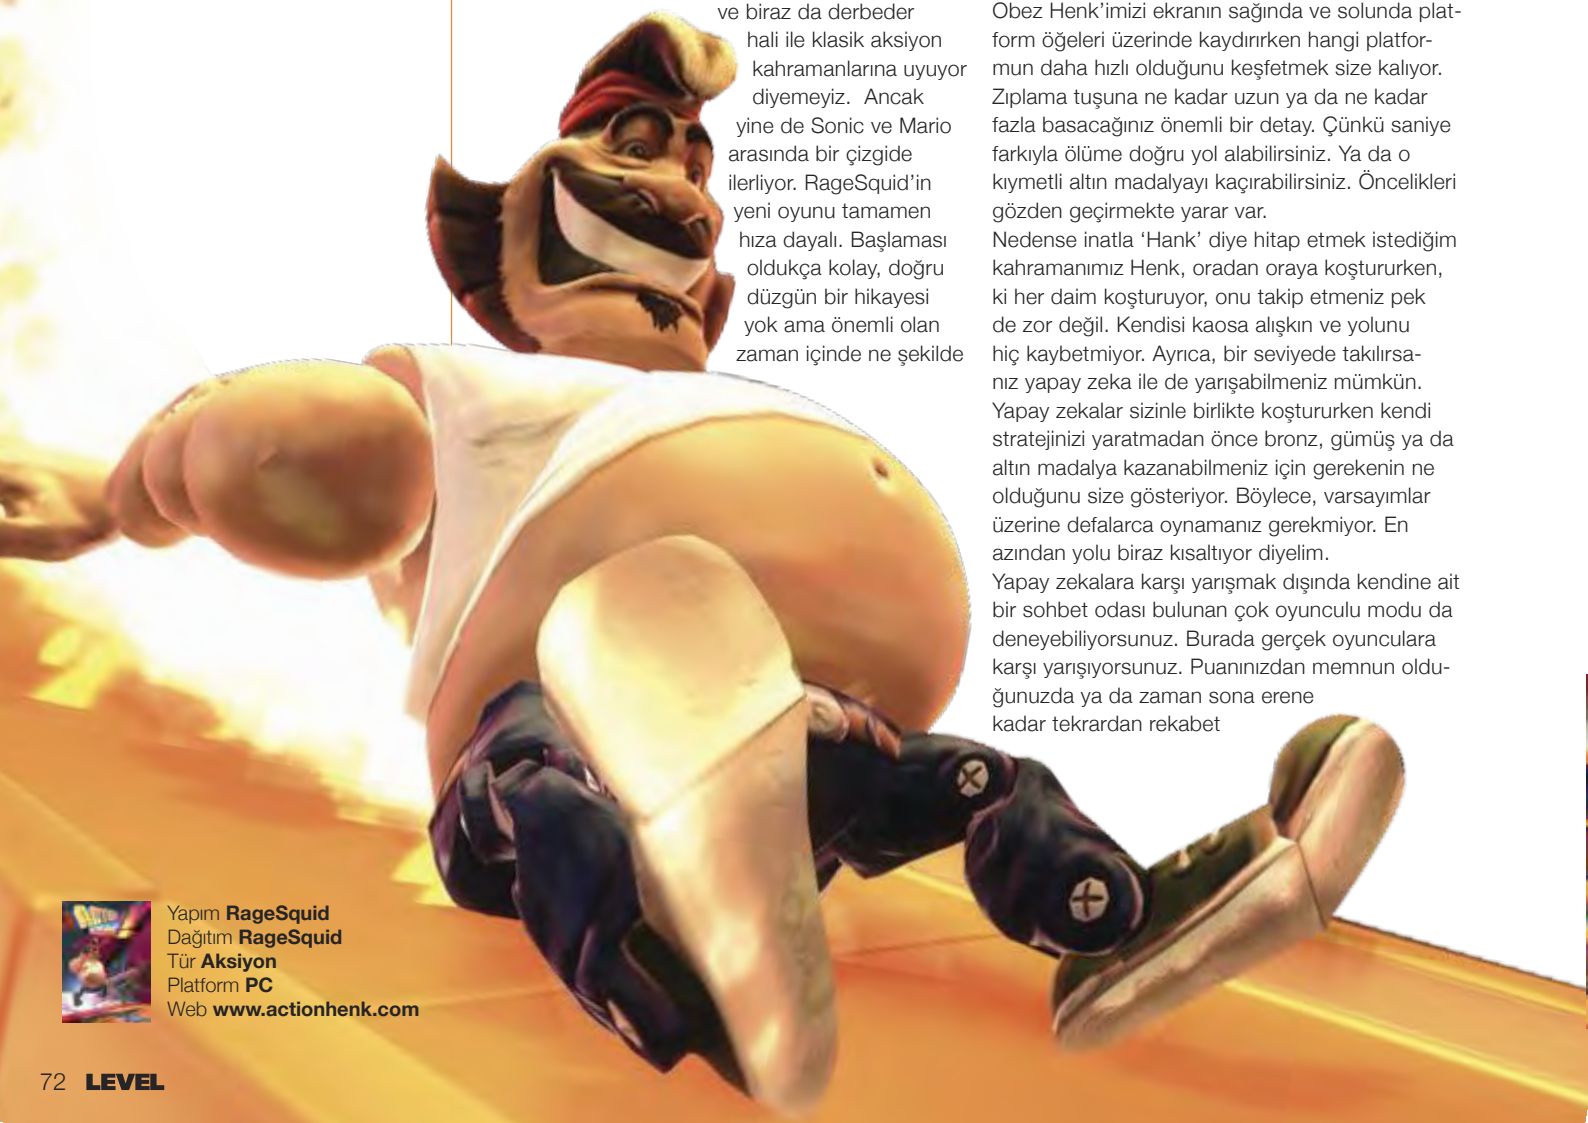 ve biraz da derbeder
hali ile klasik aksiyon
kahramanlarına uyuyor
diyemeyiz.  Ancak
yine de Sonic ve Mario
arasında bir çizgide
ilerliyor. RageSquid’in
yeni oyunu tamamen
hıza dayalı. Başlaması
oldukça kolay, doğru
düzgün bir hikayesi
yok ama önemli olan
zaman içinde ne şekilde
Obez Henk’imizi ekranın sağında ve solunda plat-
form öğeleri üzerinde kaydırırken hangi platfor-
mun daha hızlı olduğunu keşfetmek size kalıyor.
Zıplama tuşuna ne kadar uzun ya da ne kadar
fazla basacağınız önemli bir detay. Çünkü saniye
farkıyla ölüme doğru yol alabilirsiniz. Ya da o
kıymetli altın madalyayı kaçırabilirsiniz. Öncelikleri
gözden geçirmekte yarar var.
Nedense inatla ‘Hank’ diye hitap etmek istediğim
kahramanımız Henk, oradan oraya koştururken,
ki her daim koşturuyor, onu takip etmeniz pek
de zor değil. Kendisi kaosa alışkın ve yolunu
hiç kaybetmiyor. Ayrıca, bir seviyede takılırsa-
nız yapay zeka ile de yarışabilmeniz mümkün.
Yapay zekalar sizinle birlikte koştururken kendi
stratejinizi yaratmadan önce bronz, gümüş ya da
altın madalya kazanabilmeniz için gerekenin ne
olduğunu size gösteriyor. Böylece, varsayımlar
üzerine defalarca oynamanız gerekmiyor. En
azından yolu biraz kısaltıyor diyelim.
Yapay zekalara karşı yarışmak dışında kendine ait
bir sohbet odası bulunan çok oyunculu modu da
deneyebiliyorsunuz. Burada gerçek oyunculara
karşı yarışıyorsunuz. Puanınızdan memnun oldu-
ğunuzda ya da zaman sona erene
kadar tekrardan rekabet
Yapım RageSquid
Dağıtım RageSquid
Tür Aksiyon
Platform PC
Web www.actionhenk.com
72 LEVEL